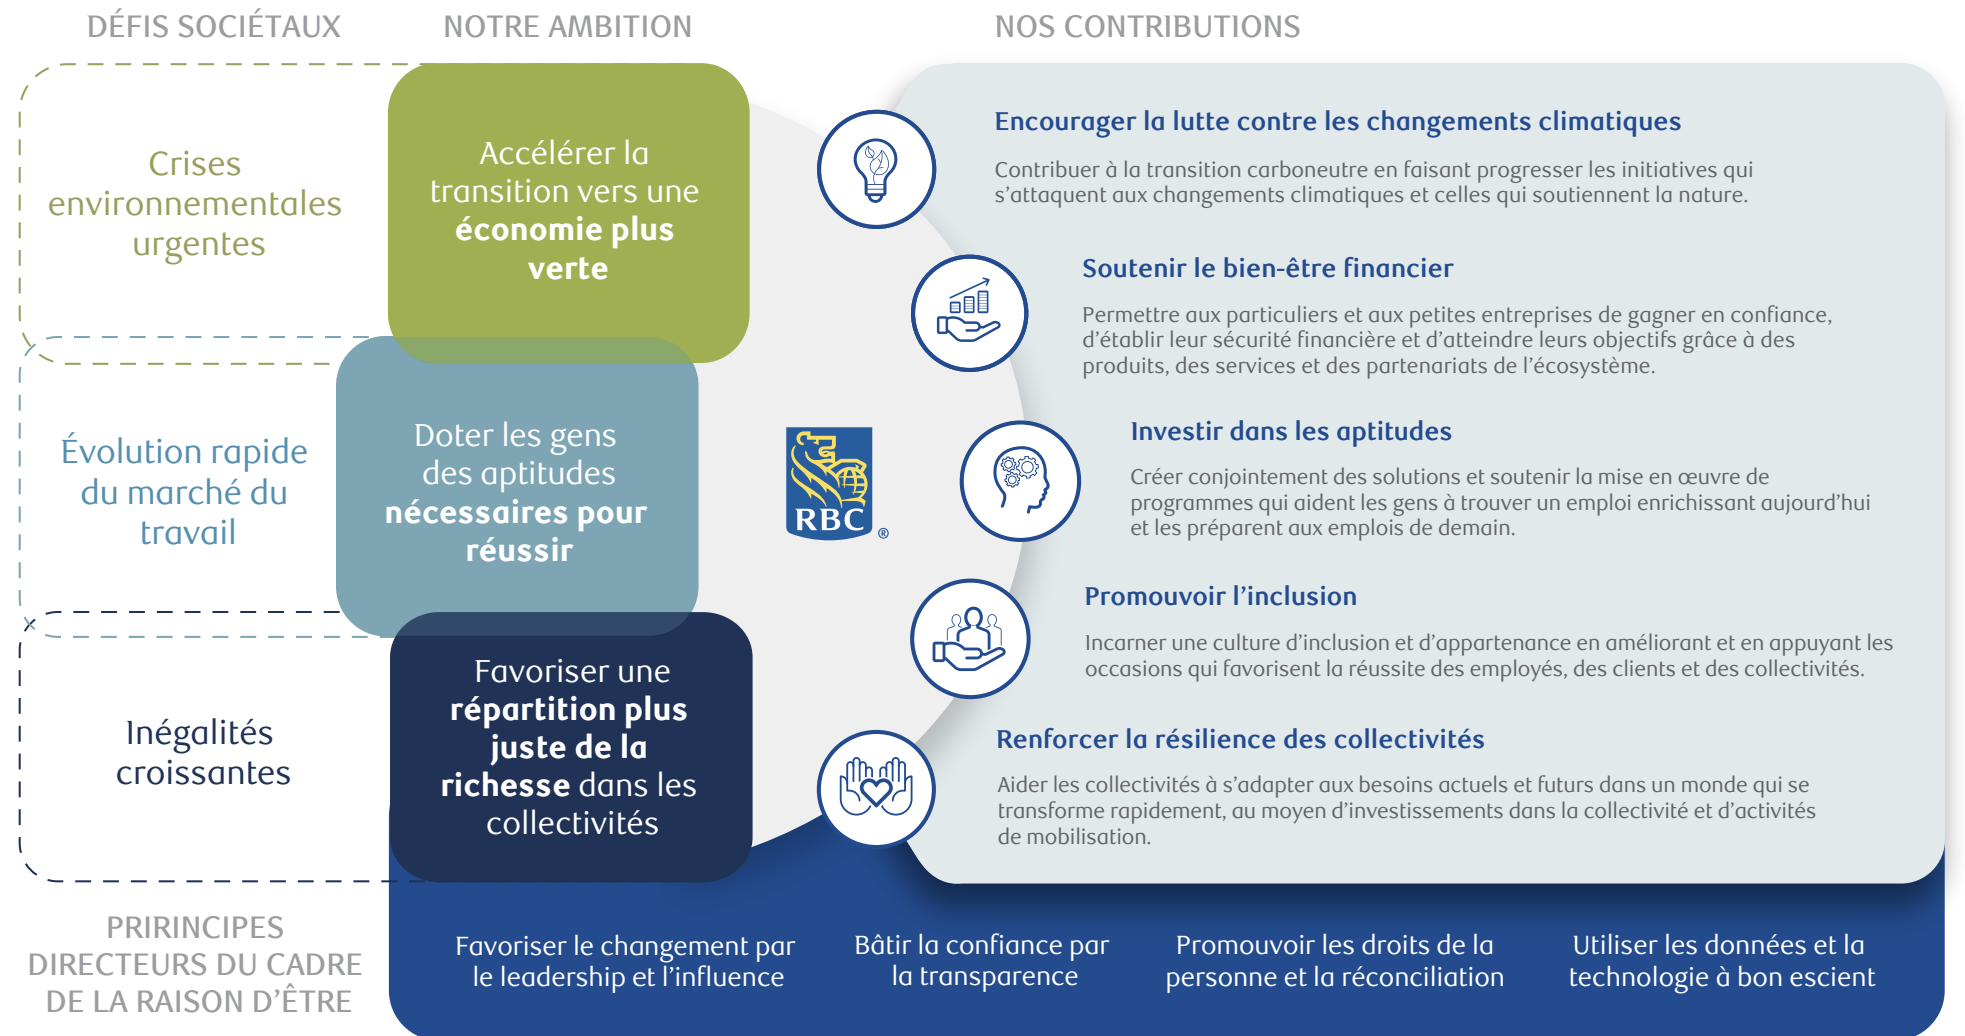 DÉFIS SOCIÉTAUX
NOTRE AMBITION
NOS CONTRIBUTIONS
Crises
environnementales
urgentes
Accélérer la
transition vers une
économie plus
verte
Évolution rapide
du marché du
travail
Doter les gens
des aptitudes
nécessaires pour
réussir
Inégalités
croissantes
Favoriser une
répartition plus
juste de la
richesse dans les
collectivités
RBC
®
Encourager la lutte contre les changements climatiques
Contribuer à la transition carboneutre en faisant progresser les initiatives qui
s’attaquent aux changements climatiques et celles qui soutiennent la nature.
Soutenir le bien-être financier
Permettre aux particuliers et aux petites entreprises de gagner en confiance,
d’établir leur sécurité financière et d’atteindre leurs objectifs grâce à des
produits, des services et des partenariats de l’écosystème.
Investir dans les aptitudes
Créer conjointement des solutions et soutenir la mise en œuvre de
programmes qui aident les gens à trouver un emploi enrichissant aujourd’hui
et les préparent aux emplois de demain.
Promouvoir l’inclusion
Incarner une culture d’inclusion et d’appartenance en améliorant et en appuyant les
occasions qui favorisent la réussite des employés, des clients et des collectivités.
Renforcer la résilience des collectivités
Aider les collectivités à s’adapter aux besoins actuels et futurs dans un monde qui se
transforme rapidement, au moyen d’investissements dans la collectivité et d’activités
de mobilisation.
PRIRINCIPES
DIRECTEURS DU CADRE
DE LA RAISON D’ÊTRE
Favoriser le changement par
le leadership et l’influence
Bâtir la confiance par
la transparence
Promouvoir les droits de la
personne et la réconciliation
Utiliser les données et la
technologie à bon escient